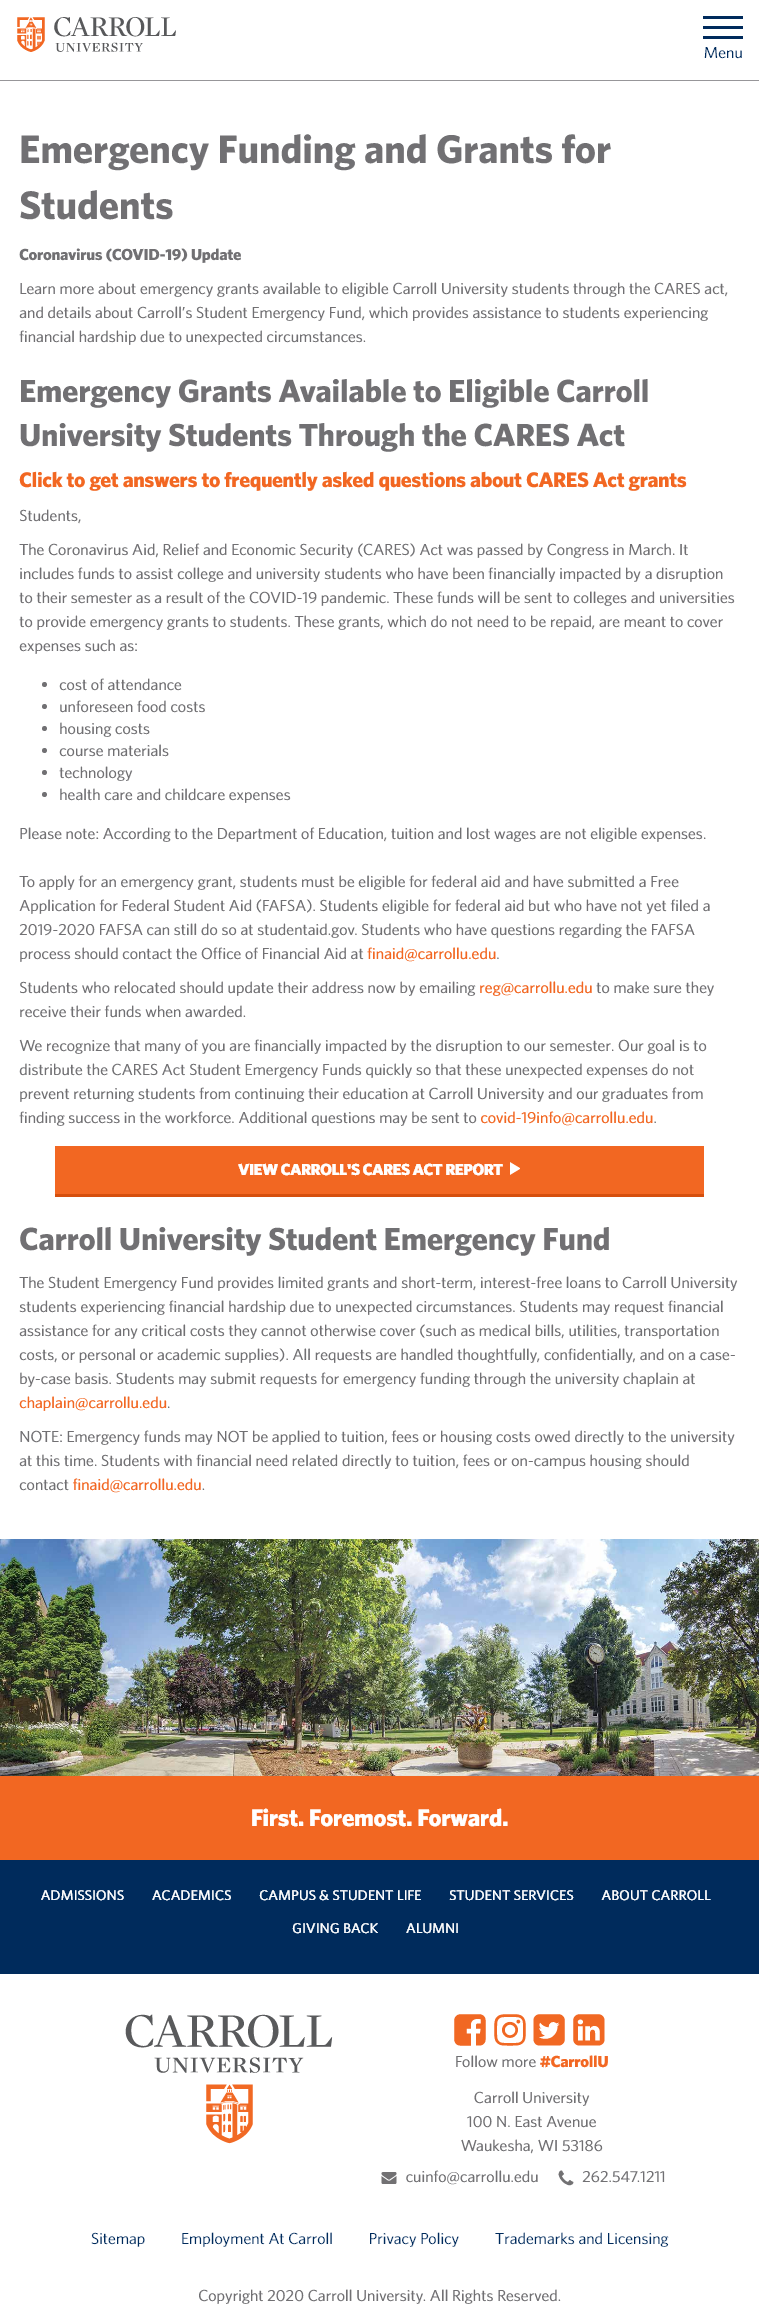 CARROLL
UNIVERSITY
Menu
Emergency Funding and Grants for
Students
Coronavirus (COVID-19) Update
Learn more about emergency grants available to eligible Carroll University students through the CARES act,
and details about Carroll's Student Emergency Fund, which provides assistance to students experiencing
financial hardship due to unexpected circumstances.
Emergency Grants Available to Eligible Carroll
University Students Through the CARES Act
Click to get answers to frequently asked questions about CARES Act grants
Students,
The Coronavirus Aid, Relief and Economic Security (CARES) Act was passed by Congress in March. It
includes funds to assist college and university students who have been financially impacted by a disruption
to their semester as a result of the COVID-19 pandemic. These funds will be sent to colleges and universities
to provide emergency grants to students. These grants, which do not need to be repaid, are meant to cover
expenses such as:
• cost of attendance
• unforeseen food costs
• housing costs
• course materials
• technology
• health care and childcare expenses
Please note: According to the Department of Education, tuition and lost wages are not eligible expenses.
To apply for an emergency grant, students must be eligible for federal aid and have submitted a Free
Application for Federal Student Aid (FAFSA). Students eligible for federal aid but who have not yet filed a
2019-2020 FAFSA can still do so at studentaid.gov. Students who have questions regarding the FAFSA
process should contact the Office of Financial Aid at finaid@carrollu.edu.
Students who relocated should update their address now by emailing reg@carrollu.edu to make sure they
receive their funds when awarded.
We recognize that many of you are financially impacted by the disruption to our semester. Our goal is to
distribute the CARES Act Student Emergency Funds quickly so that these unexpected expenses do not
prevent returning students from continuing their education at Carroll University and our graduates from
finding success in the workforce. Additional questions may be sent to covid-19info@carrollu.edu.
VIEW CARROLL'S CARES ACT REPORT
Carroll University Student Emergency Fund
The Student Emergency Fund provides limited grants and short-term, interest-free loans to Carroll University
students experiencing financial hardship due to unexpected circumstances. Students may request financial
assistance for any critical costs they cannot otherwise cover (such as medical bills, utilities, transportation
costs, or personal or academic supplies). All requests are handled thoughtfully, confidentially, and on a case-
by-case basis. Students may submit requests for emergency funding through the university chaplain at
chaplain@carrollu.edu.
NOTE: Emergency funds may NOT be applied to tuition, fees or housing costs owed directly to the university
at this time. Students with financial need related directly to tuition, fees or on-campus housing should
contact finaid@carrollu.edu.
First. Foremost. Forward.
ADMISSIONS ACADEMICS CAMPUS & STUDENT LIFE STUDENT SERVICES ABOUT CARROLL
GIVING BACK ALUMNI
CARROLL
UNIVERSITY
Follow more #CarrollU
Carroll University
100 N. East Avenue
Waukesha, WI 53186
cuinfo@carrollu.edu 262.547.1211
Sitemap Employment At Carroll Privacy Policy Trademarks and Licensing
Copyright 2020 Carroll University. All Rights Reserved.